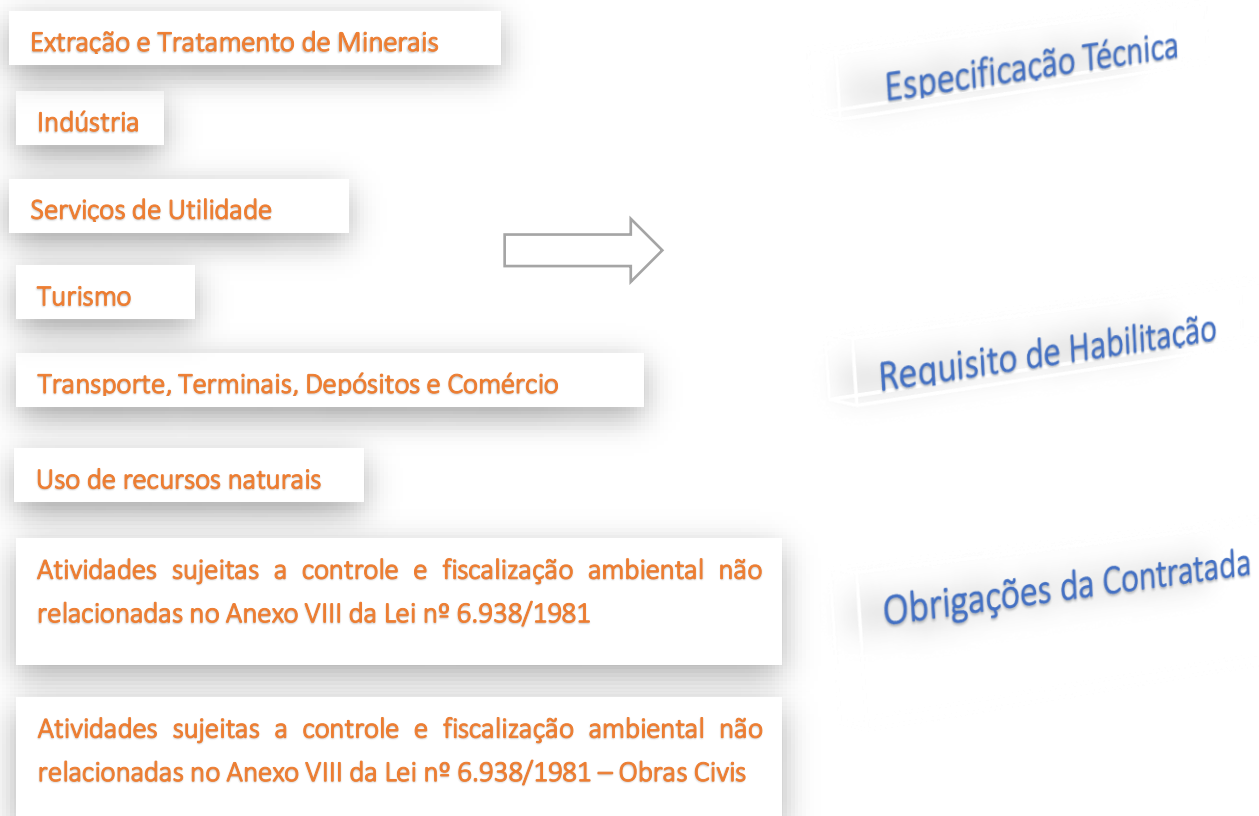 Extração e Tratamento de Minerais
Indústria
Serviços de Utilidade
Turismo
Transporte, Terminais, Depósitos e Comércio
Uso de recursos naturais
Atividades sujeitas a controle e fiscalização ambiental não
relacionadas no Anexo VIII da Lei nº 6.938/1981
Atividades sujeitas a controle e fiscalização ambiental não
relacionadas no Anexo VIII da Lei nº 6.938/1981 – Obras Civis
Especificação Técnica
Requisito de Habilitação
Obrigações da Contratada